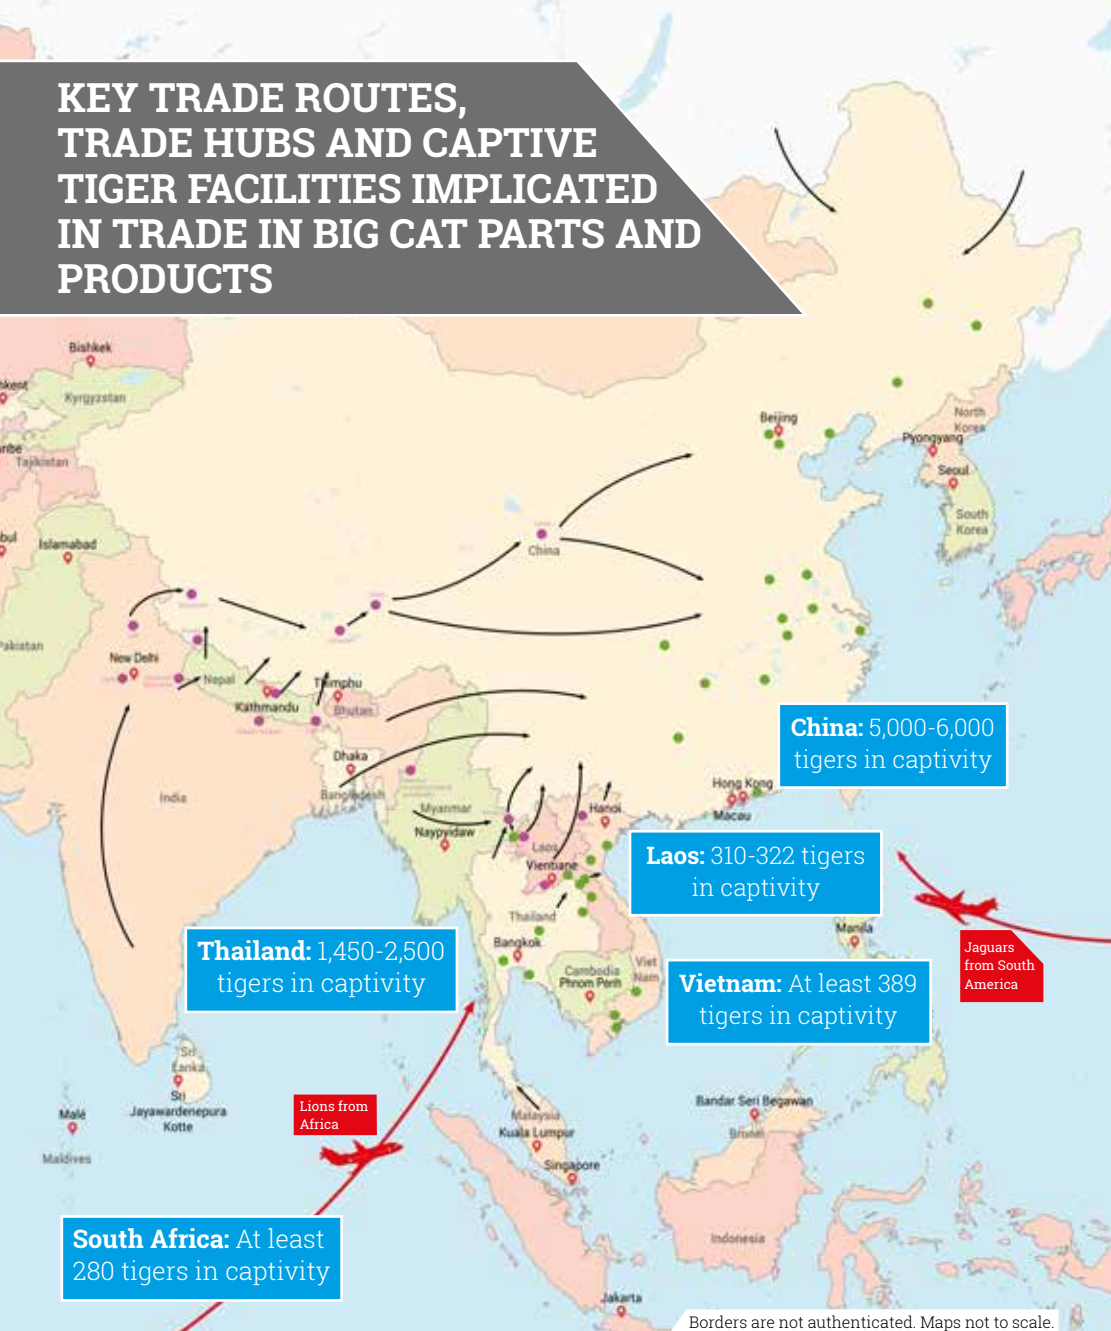 KEY TRADE ROUTES,
TRADE HUBS AND CAPTIVE
TIGER FACILITIES IMPLICATED
IN TRADE IN BIG CAT PARTS AND
PRODUCTS
Bishkek
Kyrgyzstan
Tajikistan
Islamabad
Pakistan
Beijing
North
Korea
Pyongyang
Seoul
South
Korea
China
New Delhi
Nepal
Kathmandu
Thimphu
Bhutan
Dhaka
Bangladesh
India
Myanmar
Naypyidaw
Hanoi
Laos
Vientiane
Hong Kong
Macau
China: 5,000-6,000
tigers in captivity
Laos: 310-322 tigers
in captivity
Thailand
Bangkok
Cambodia
Phnom Penh
Viet
Nam
Manila
Thailand: 1,450-2,500
tigers in captivity
Vietnam: At least 389
tigers in captivity
Jaguars
from South
America
Sri
Lanka
Sri
Jayawardenepura
Kotte
Malé
Maldives
Lions from
Africa
Malaysia
Kuala Lumpur
Singapore
Bandar Seri Begawan
Brunei
Indonesia
Jakarta
South Africa: At least
280 tigers in captivity
Borders are not authenticated. Maps not to scale.